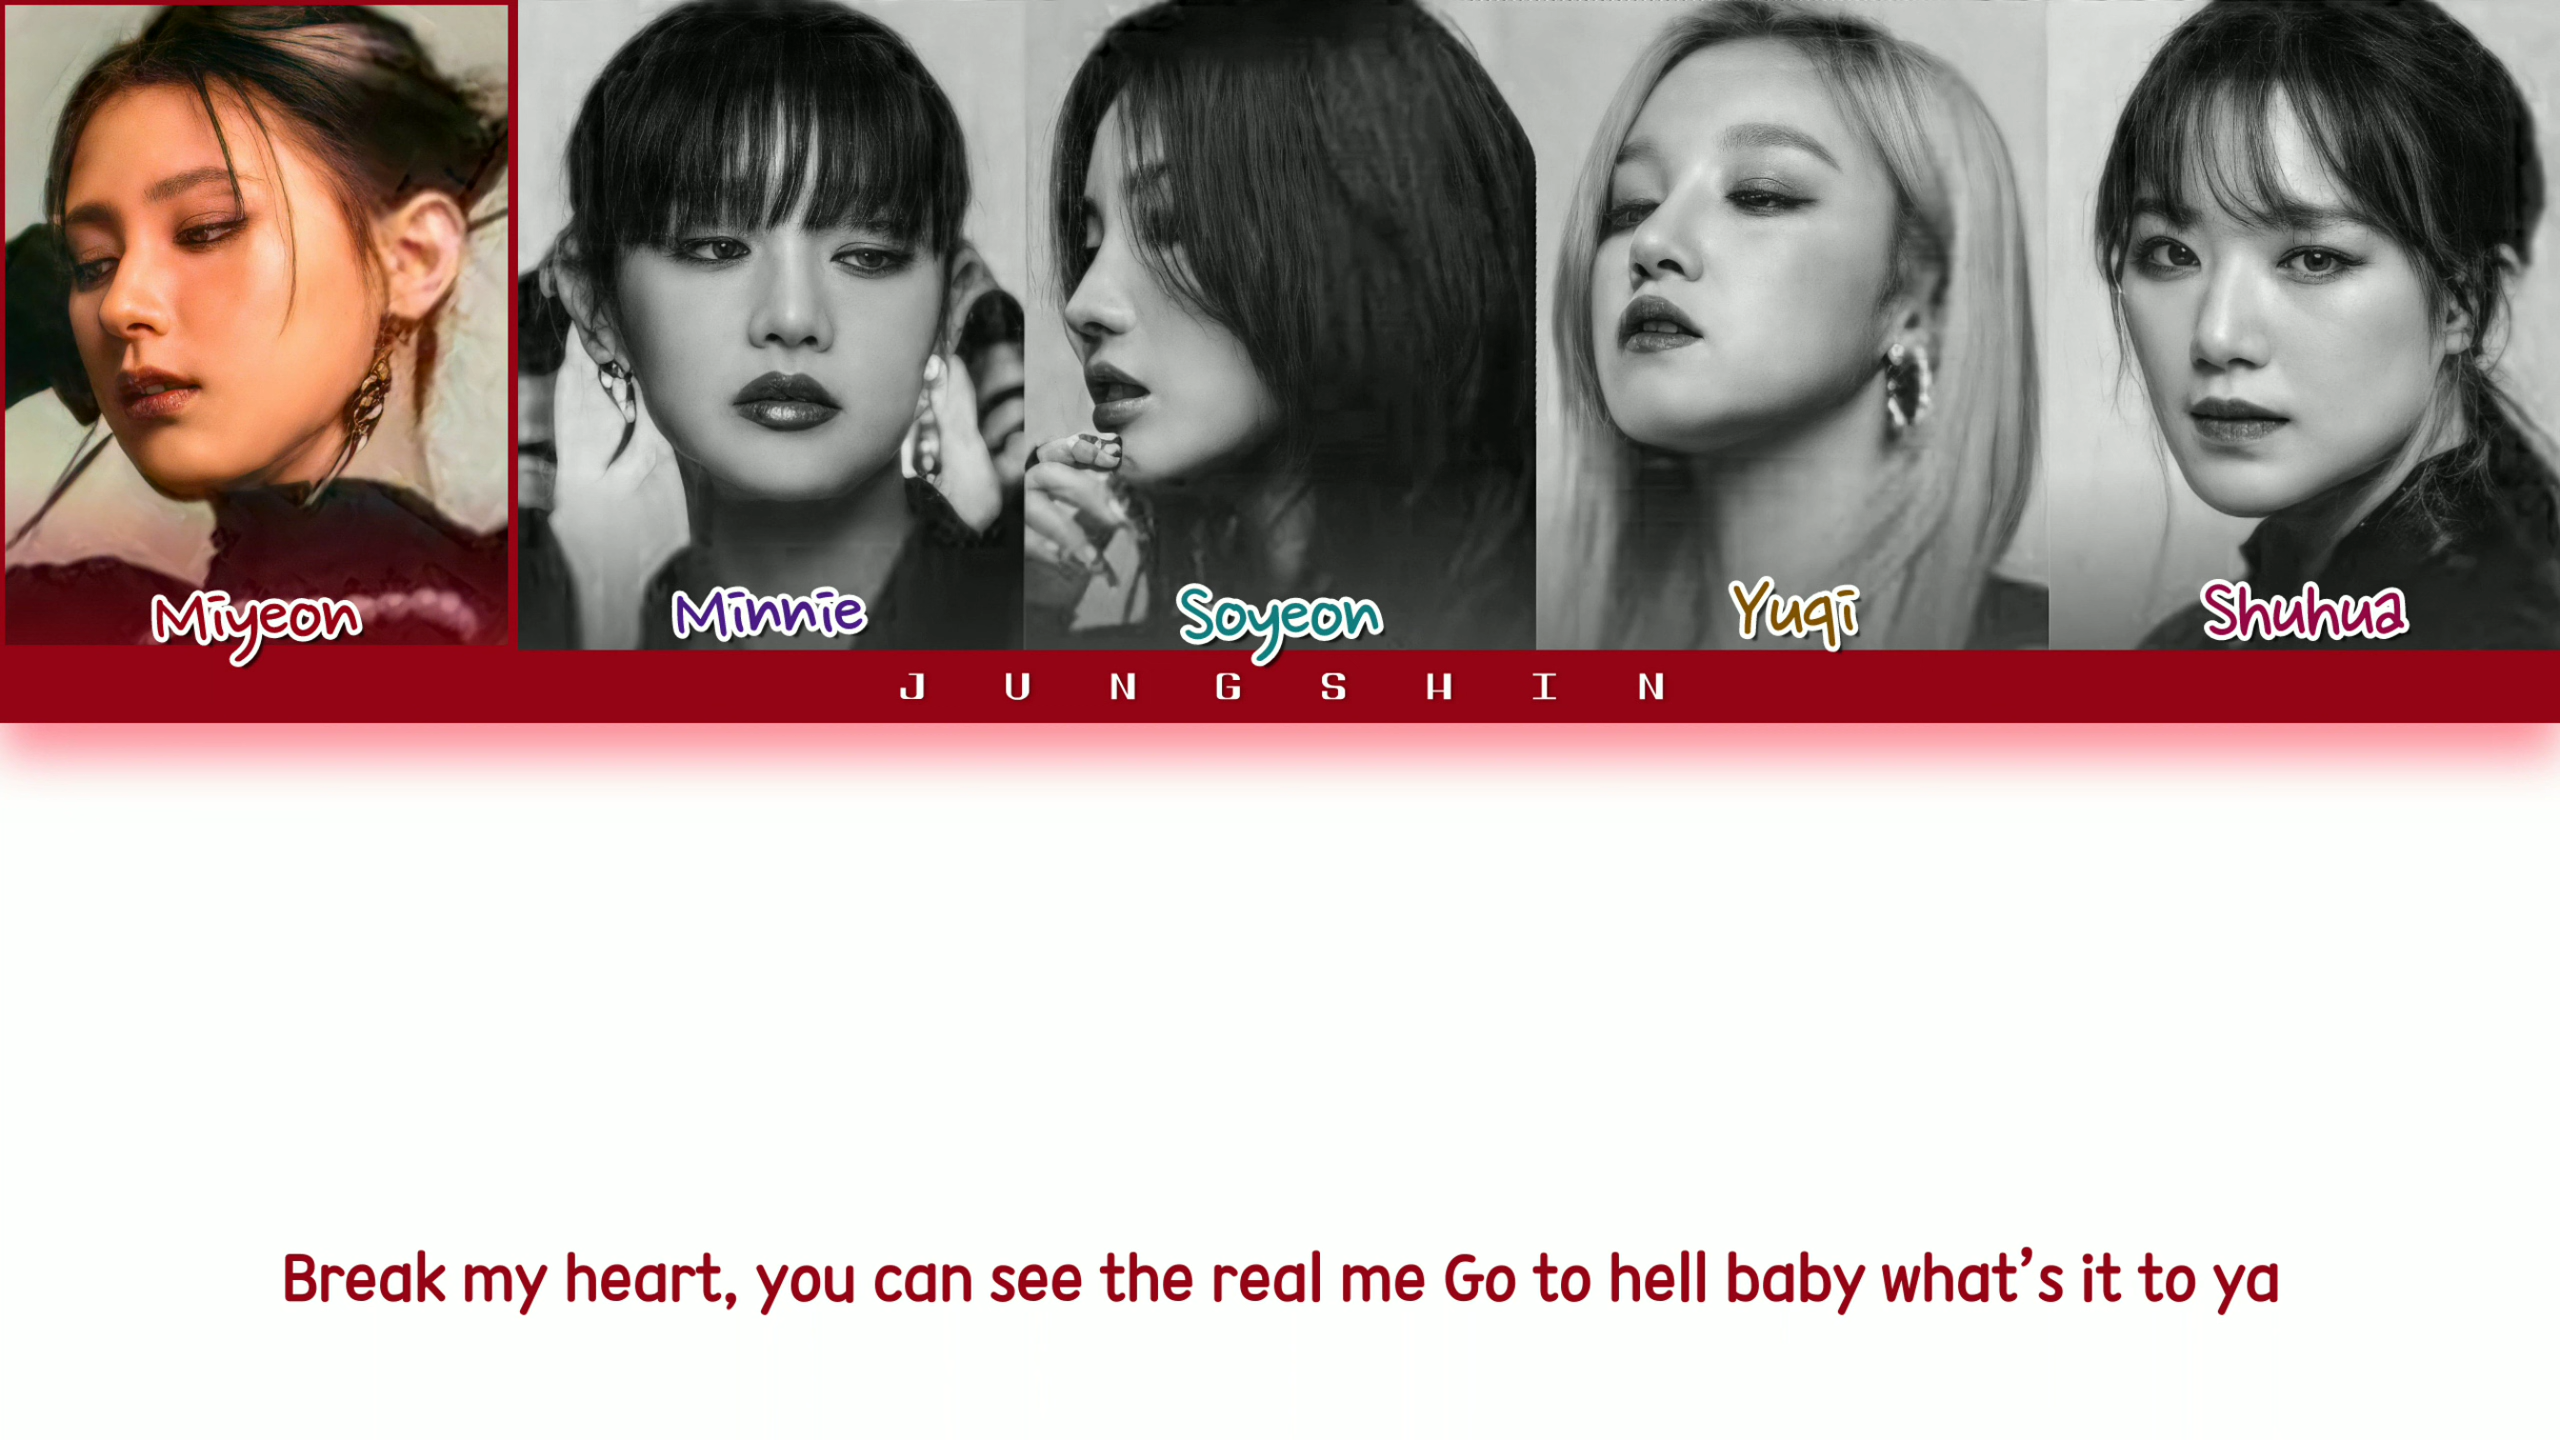 Miyeon Minnie Soyeon Yuqi Shuhua
JUNGSHIN
Break my heart, you can see the real me Go to hell baby what's it to ya